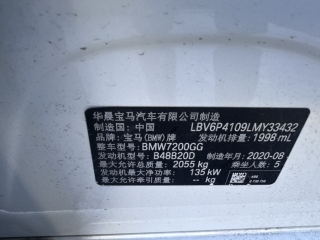 华晨宝马汽车有限公司制造
制造国: 中国 LBV6P4109LMY33432
宝马(BMW)牌 发动机排量: 1998 mL
整车型号: BMW7200GG
发动机型号: B48B20D 制造年月: 2020-08
最大允许总质量: 2055 kg 乘坐人数: 5
发动机最大净功率: 135 kW
最大允许牵引质量: -- kg